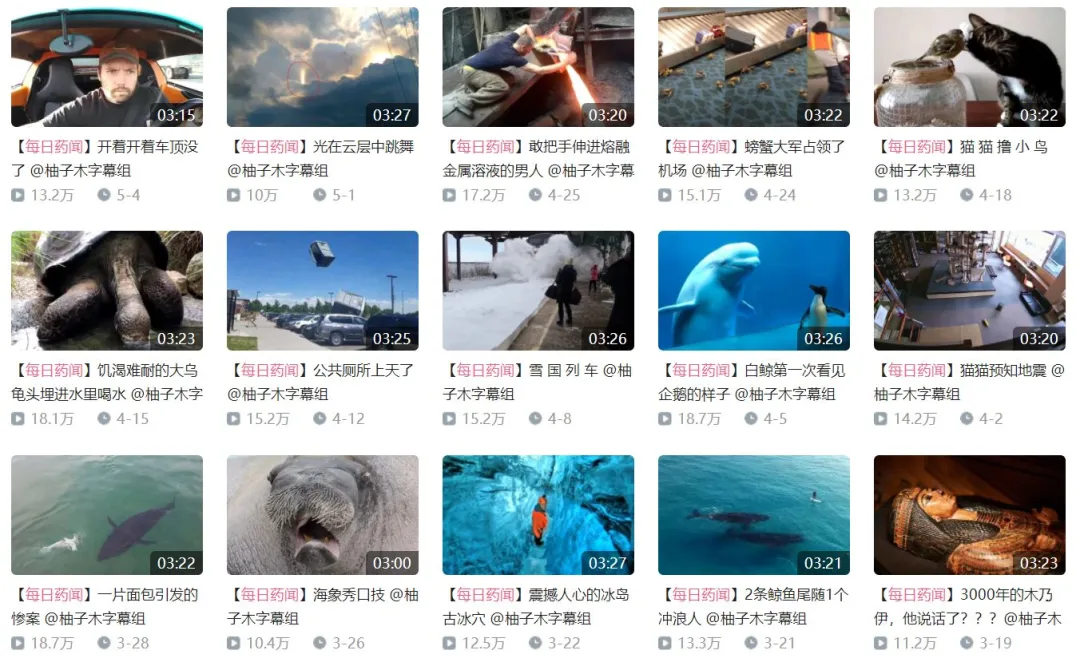 03:15
03:27
03:20
03:22
03:22
【每日药闻】开着开着车顶没
了 @柚子木字幕组
13.2万 5-4
【每日药闻】光在云层中跳舞
@柚子木字幕组
10万 5-1
【每日药闻】敢把手伸进熔融
金属溶液的男人 @柚子木字幕
17.2万 4-25
【每日药闻】螃蟹大军占领了
机场 @柚子木字幕组
15.1万 4-24
【每日药闻】猫 猫 撸 小 鸟
@柚子木字幕组
13.2万 4-18
03:23
03:25
03:26
03:26
03:20
【每日药闻】饥渴难耐的大乌
龟头埋进水里喝水 @柚子木字
18.1万 4-15
【每日药闻】公共厕所上天了
@柚子木字幕组
15.2万 4-12
【每日药闻】雪 国 列 车 @柚
子木字幕组
15.2万 4-8
【每日药闻】白鲸第一次看见
企鹅的样子 @柚子木字幕组
18.7万 4-5
【每日药闻】猫猫预知地震 @
柚子木字幕组
14.2万 4-2
03:22
03:00
03:27
03:21
03:23
【每日药闻】一片面包引发的
惨案 @柚子木字幕组
18.7万 3-28
【每日药闻】海象秀口技 @柚
子木字幕组
10.4万 3-26
【每日药闻】震撼人心的冰岛
古冰穴 @柚子木字幕组
12.5万 3-22
【每日药闻】2条鲸鱼尾随1个
冲浪人 @柚子木字幕组
13.3万 3-21
【每日药闻】3000年的木乃
伊，他说话了？？？@柚子木
11.2万 3-19